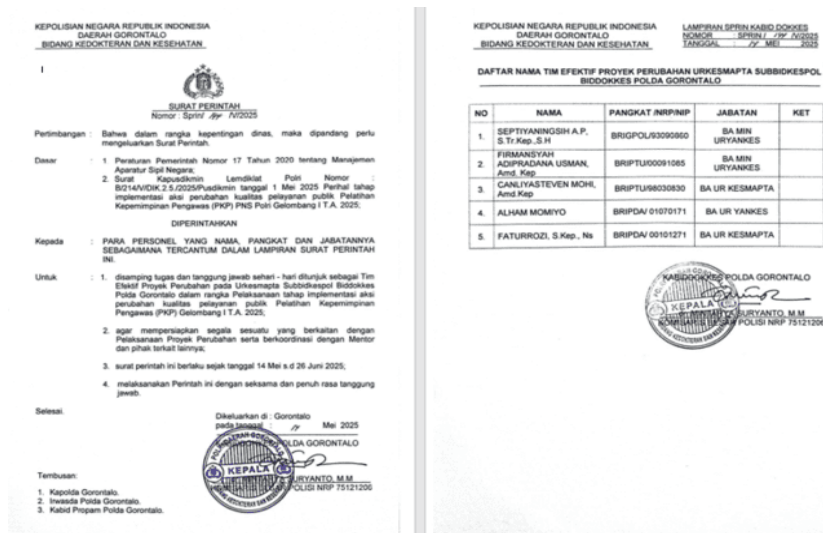 KEPOLISIAN NEGARA REPUBLIK INDONESIA
DAERAH GORONTALO
BIDANG KEDOKTERAN DAN KESEHATAN
SURAT PERINTAH
Nomor : Sprin/ /V/2025
Pertimbangan : Bahwa dalam rangka kepentingan dinas, maka dipandang perlu
mengeluarkan Surat Perintah.
Dasar : 1. Peraturan Pemerintah Nomor 17 Tahun 2020 tentang Manajemen
Aparatur Sipil Negara;
2. Surat Kapusdikmin Lemdiklat Polri Nomor :
B/214/V/DIK.2.5./2025/Pusdikmin tanggal 1 Mei 2025 Perihal tahap
implementasi aksi perubahan kualitas pelayanan publik Pelatihan
Kepemimpinan Pengawas (PKP) PNS Polri Gelombang I T.A. 2025;
DIPERINTAHKAN
Kepada : PARA PERSONEL YANG NAMA, PANGKAT DAN JABATANNYA
SEBAGAIMANA TERCANTUM DALAM LAMPIRAN SURAT PERINTAH
INI.
Untuk : 1. disamping tugas dan tanggung jawab sehari - hari ditunjuk sebagai Tim
Efektif Proyek Perubahan pada Urkesmapta Subbidkespol Biddokkes
Polda Gorontalo dalam rangka Pelaksanaan tahap implementasi aksi
perubahan kualitas pelayanan publik Pelatihan Kepemimpinan
Pengawas (PKP) Gelombang I T.A. 2025;
2. agar mempersiapkan segala sesuatu yang berkaitan dengan
Pelaksanaan Proyek Perubahan serta berkoordinasi dengan Mentor
dan pihak terkait lainnya;
3. surat perintah ini berlaku sejak tanggal 14 Mei s.d 26 Juni 2025;
4. melaksanakan Perintah ini dengan seksama dan penuh rasa tanggung
jawab.
Selesai.
Dikeluarkan di : Gorontalo
pada tanggal : 14 Mei 2025
POLDA GORONTALO
KEPALA
SURYANTO, M.M
POLISI NRP 75121206
Tembusan:
1. Kapolda Gorontalo.
2. Irwasda Polda Gorontalo.
3. Kabid Propam Polda Gorontalo.
KEPOLISIAN NEGARA REPUBLIK INDONESIA
DAERAH GORONTALO
BIDANG KEDOKTERAN DAN KESEHATAN
LAMPIRAN SPRIN KABID DOKKES
NOMOR : SPRIN./ /V/2025
TANGGAL : 14 MEI 2025
DAFTAR NAMA TIM EFEKTIF PROYEK PERUBAHAN URKESMAPTA SUBBIDKESPOL
BIDDOKKES POLDA GORONTALO
NO NAMA PANGKAT /NRP/NIP JABATAN KET
1. SEPTIYANINGSIH A.P, S.Tr.Kep.,S.H BRIGPOL/93090860 BA MIN URYANKES
2. FIRMANSYAH ADIPRADANA USMAN, Amd. Kep BRIPTU/00091085 BA MIN URYANKES
3. CANLIYASTEVEN MOHI, Amd.Kep BRIPTU/98030830 BA UR KESMAPTA
4. ALHAM MOMIYO BRIPDA/ 01070171 BA UR YANKES
5. FATURROZI, S.Kep., Ns BRIPDA/ 00101271 BA UR KESMAPTA
KABIDDOKKES POLDA GORONTALO
KEPALA
SURYANTO, M.M
KOMISARIS BESAR POLISI NRP 75121206